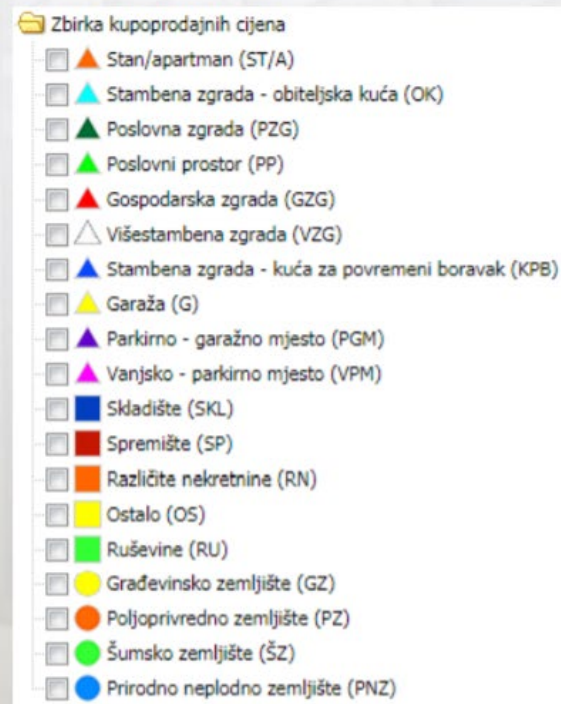 Zbirka kupoprodajnih cijena
Stan/apartman (ST/A)
Stambena zgrada - obiteljska kuća (OK)
Poslovna zgrada (PZG)
Poslovni prostor (PP)
Gospodarska zgrada (GZG)
Višestambena zgrada (VZG)
Stambena zgrada - kuća za povremeni boravak (KPB)
Garaža (G)
Parkirno - garažno mjesto (PGM)
Vanjsko - parkirno mjesto (VPM)
Skladište (SKL)
Spremište (SP)
Različite nekretnine (RN)
Ostalo (OS)
Ruševine (RU)
Građevinsko zemljište (GZ)
Poljoprivredno zemljište (PZ)
Šumsko zemljište (ŠZ)
Prirodno neplodno zemljište (PNZ)